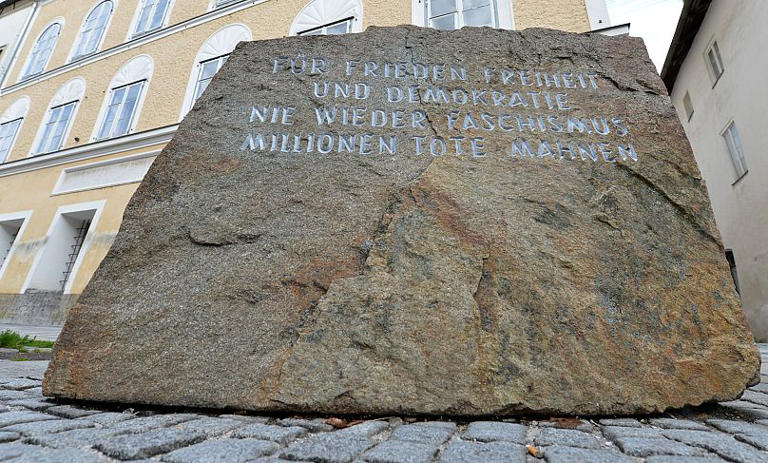 FÜR FRIEDEN FREIHEIT
UND DEMOKRATIE
NIE WIEDER FASCHISMUS
MILLIONEN TOTE MAHNEN